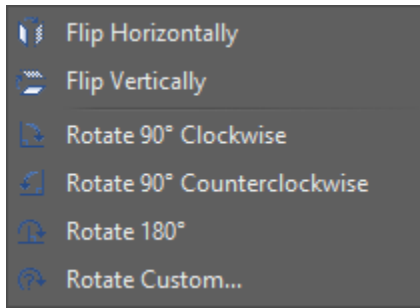 Flip Horizontally
Flip Vertically
Rotate 90° Clockwise
Rotate 90° Counterclockwise
Rotate 180°
Rotate Custom...